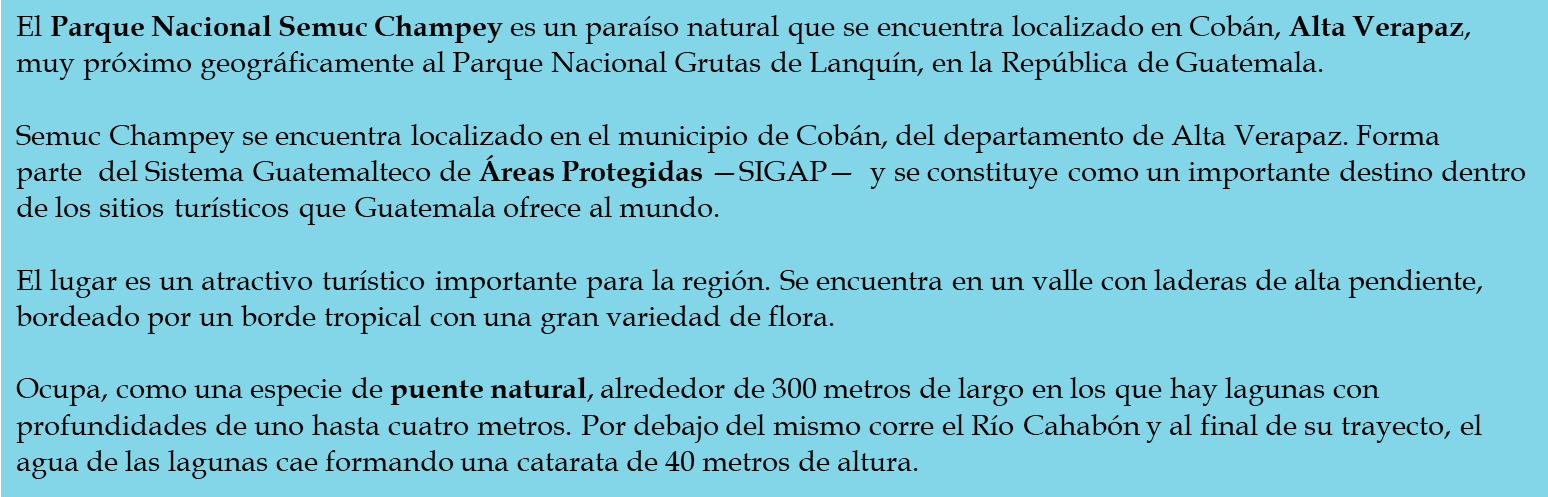 El Parque Nacional Semuc Champey es un paraíso natural que se encuentra localizado en Cobán, Alta Verapaz,
muy próximo geográficamente al Parque Nacional Grutas de Lanquín, en la República de Guatemala.
Semuc Champey se encuentra localizado en el municipio de Cobán, del departamento de Alta Verapaz. Forma
parte  del Sistema Guatemalteco de Áreas Protegidas —SIGAP—  y se constituye como un importante destino dentro
de los sitios turísticos que Guatemala ofrece al mundo.
El lugar es un atractivo turístico importante para la región. Se encuentra en un valle con laderas de alta pendiente,
bordeado por un borde tropical con una gran variedad de flora.
Ocupa, como una especie de puente natural, alrededor de 300 metros de largo en los que hay lagunas con
profundidades de uno hasta cuatro metros. Por debajo del mismo corre el Río Cahabón y al final de su trayecto, el
agua de las lagunas cae formando una catarata de 40 metros de altura.